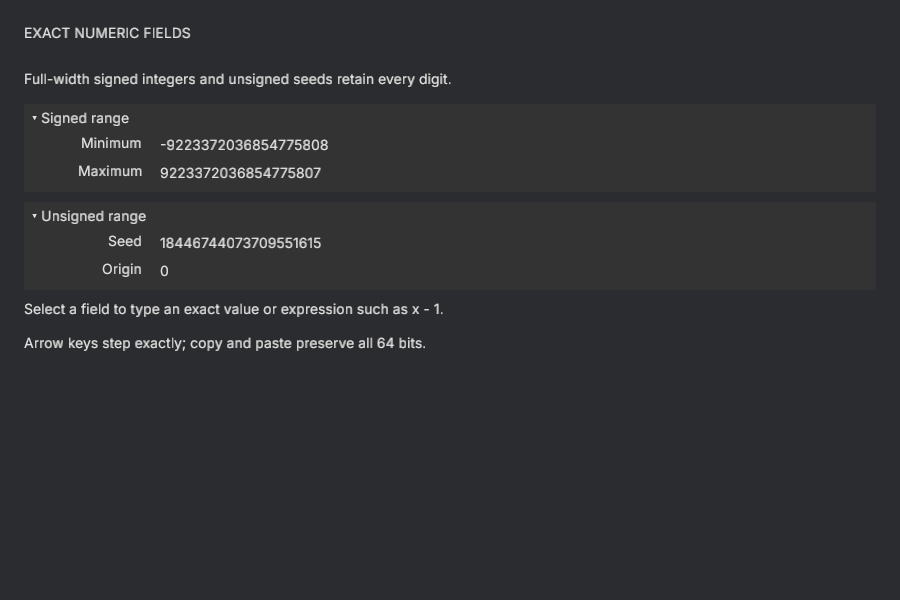 EXACT NUMERIC FIELDS
Full-width signed integers and unsigned seeds retain every digit.
Signed range
Minimum -9223372036854775808
Maximum 9223372036854775807
Unsigned range
Seed 18446744073709551615
Origin 0
Select a field to type an exact value or expression such as x - 1.
Arrow keys step exactly; copy and paste preserve all 64 bits.